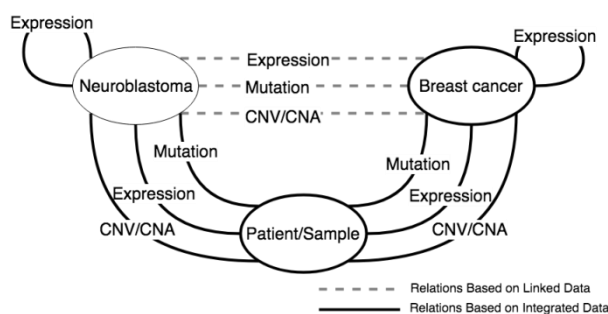 Expression
Expression
Expression
Neuroblastoma
Mutation
Breast cancer
CNV/CNA
Mutation
Mutation
Expression
Expression
CNV/CNA
Patient/Sample
CNV/CNA
Relations Based on Linked Data
Relations Based on Integrated Data